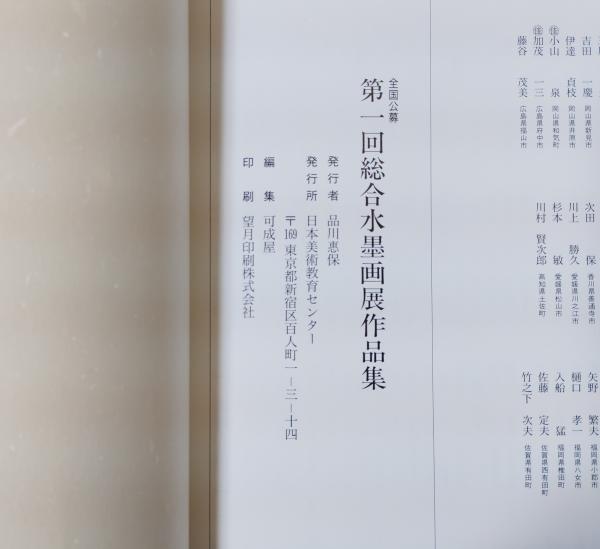 吉田 一慶 岡山県新見市
伊達 貞枝 岡山県井原市
㊟小山 泉 岡山県和気町
㊟加茂 一三 広島県府中市
藤谷 茂美 広島県福山市
次田 保 香川県善通寺市
川上 勝久 愛媛県川之江市
杉本 敏 愛媛県松山市
川村 賢次郎 高知県土佐町
矢野 繁夫 福岡県小郡市
樋口 孝一 福岡県八女市
入船 猛 福岡県椎田町
佐藤 定夫 佐賀県西有田町
竹之下 次夫 佐賀県有田町
全国公募
第一回総合水墨画展作品集
発行者 品川惠保
発行所 日本美術教育センター
〒169 東京都新宿区百人町一−三−十四
編集 可成屋
印刷 望月印刷株式会社